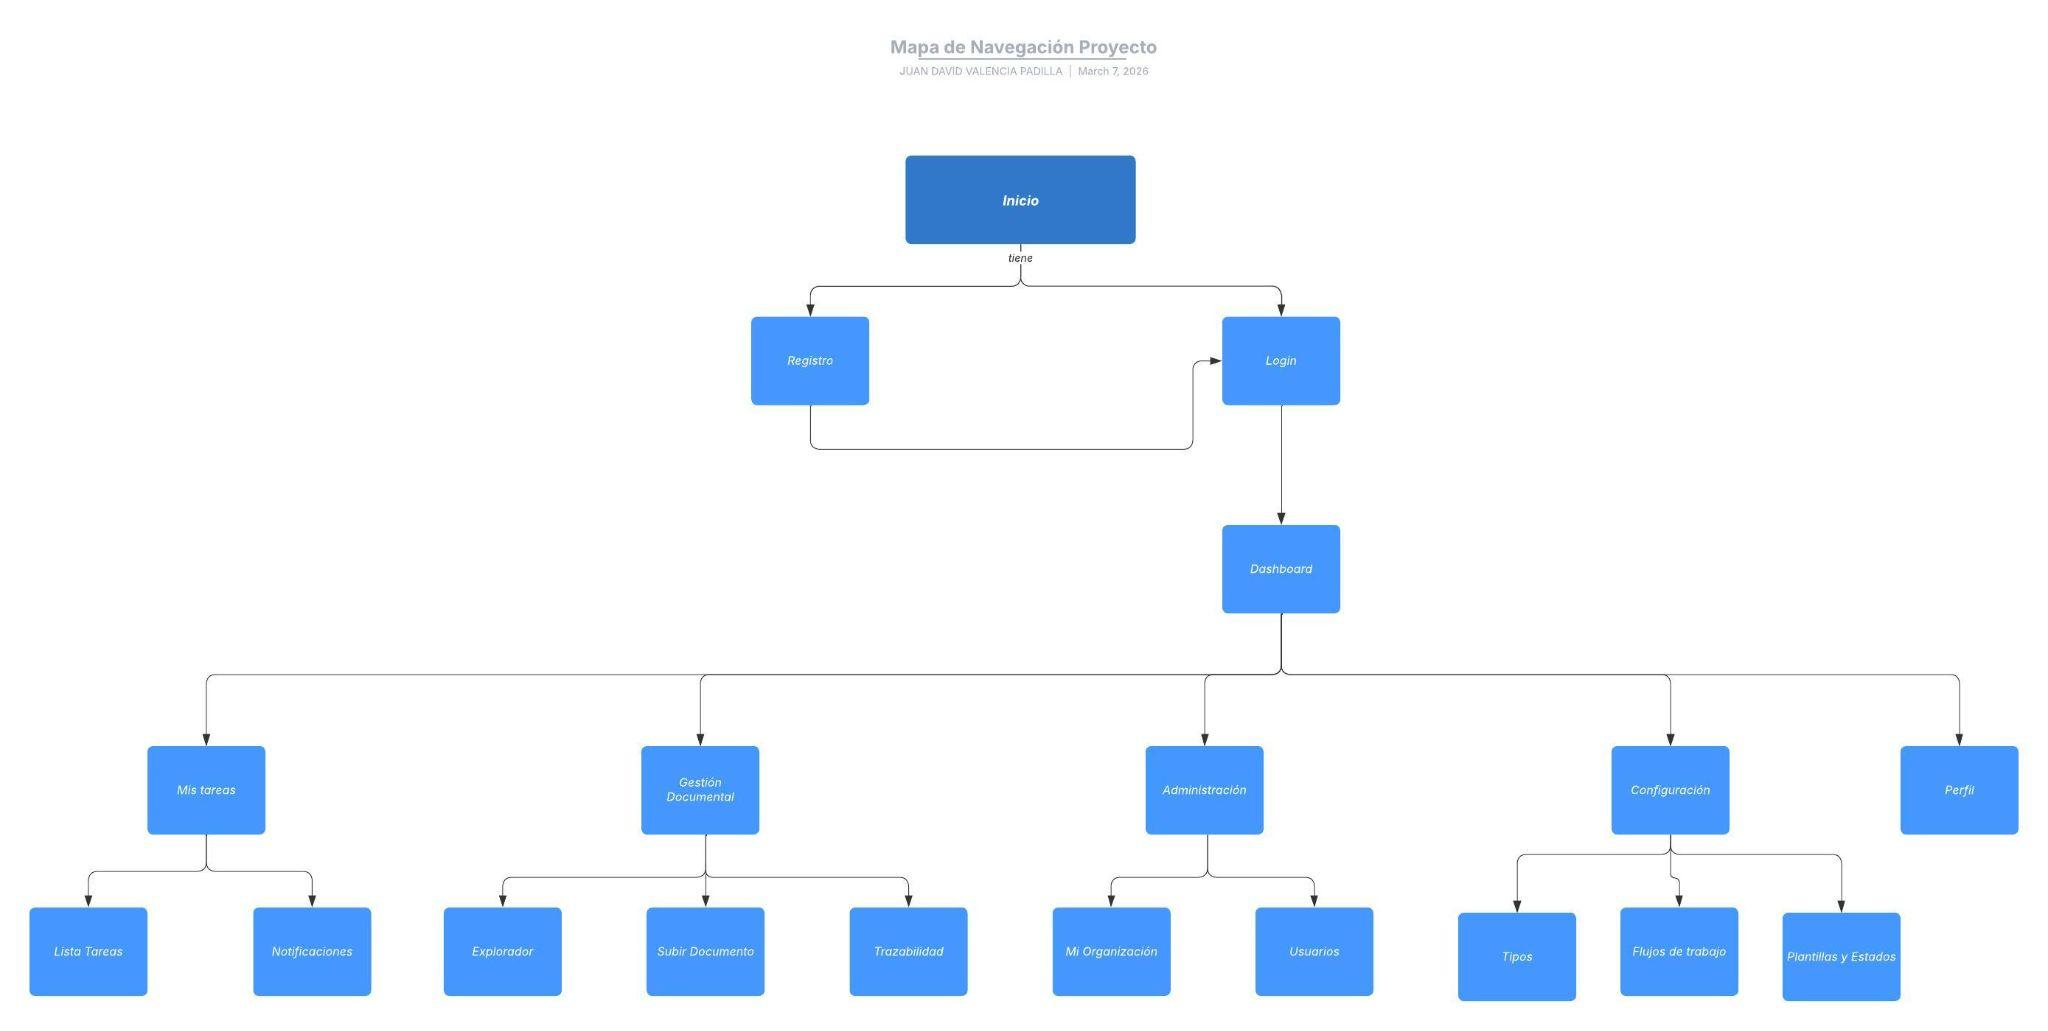 Mapa de Navegación Proyecto
JUAN DAVID VALENCIA PADILLA | March 7, 2026
Inicio
tiene
Registro
Login
Dashboard
Mis tareas
Gestión
Documental
Administración
Configuración
Perfil
Lista Tareas
Notificaciones
Explorador
Subir Documento
Trazabilidad
Mi Organización
Usuarios
Tipos
Flujos de trabajo
Plantillas y Estados